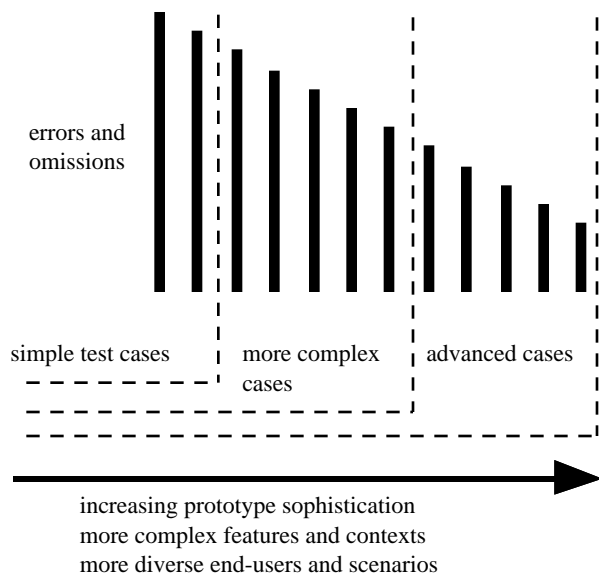 errors and
omissions
simple test cases
more complex
cases
advanced cases
increasing prototype sophistication
more complex features and contexts
more diverse end-users and scenarios